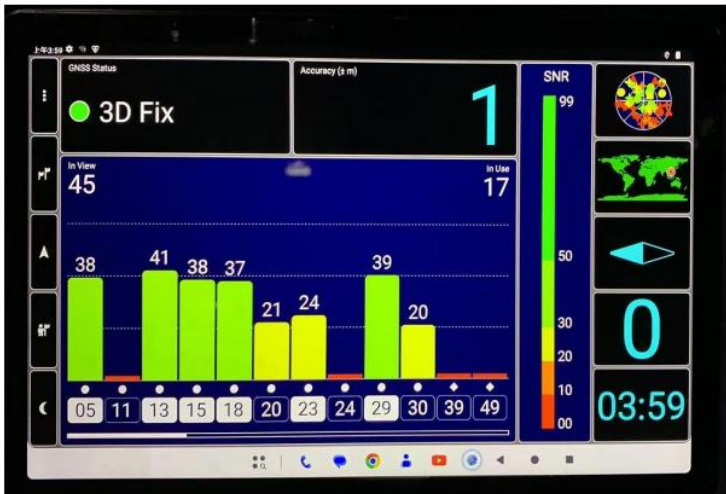 上午3:59
GNSS Status
3D Fix
Accuracy (± m)
1
In View
45
In Use
17
38
41
38
37
21
24
39
20
05 11 13 15 18 20 23 24 29 30 39 49
SNR
99
50
30
20
10
00
0
03:59